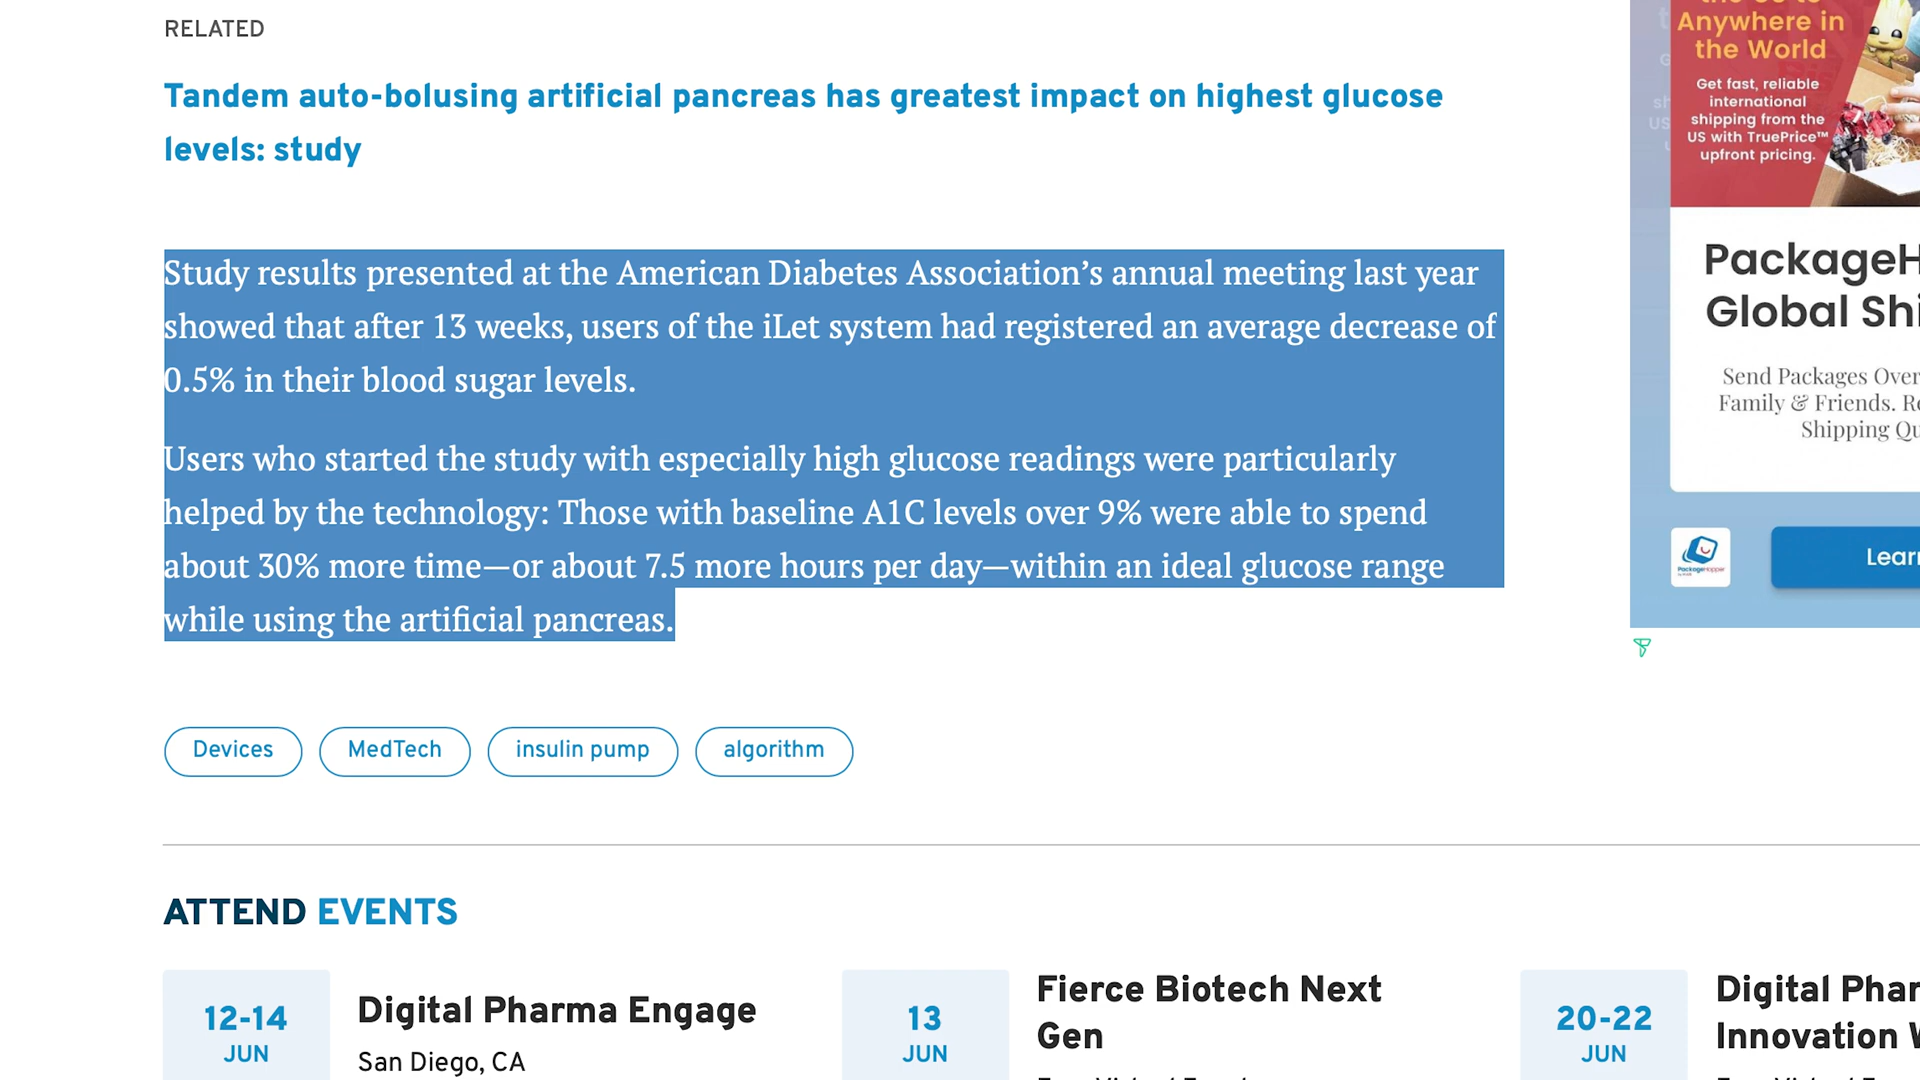 RELATED
Tandem auto-bolusing artificial pancreas has greatest impact on highest glucose
levels: study
Study results presented at the American Diabetes Association’s annual meeting last year
showed that after 13 weeks, users of the iLet system had registered an average decrease of
0.5% in their blood sugar levels.
Users who started the study with especially high glucose readings were particularly
helped by the technology: Those with baseline A1C levels over 9% were able to spend
about 30% more time—or about 7.5 more hours per day—within an ideal glucose range
while using the artificial pancreas.
Devices
MedTech
insulin pump
algorithm
ATTEND EVENTS
12-14
JUN
Digital Pharma Engage
San Diego, CA
13
JUN
Fierce Biotech Next
Gen
20-22
JUN
Digital
Innovation
Anywhere in
the World
Get fast, reliable
international
shipping from the
US with TruePrice™
upfront pricing.
PackageH
Global Shi
Send Packages Over
Family & Friends. Re
Shipping Qu
PackageHopper
Learn